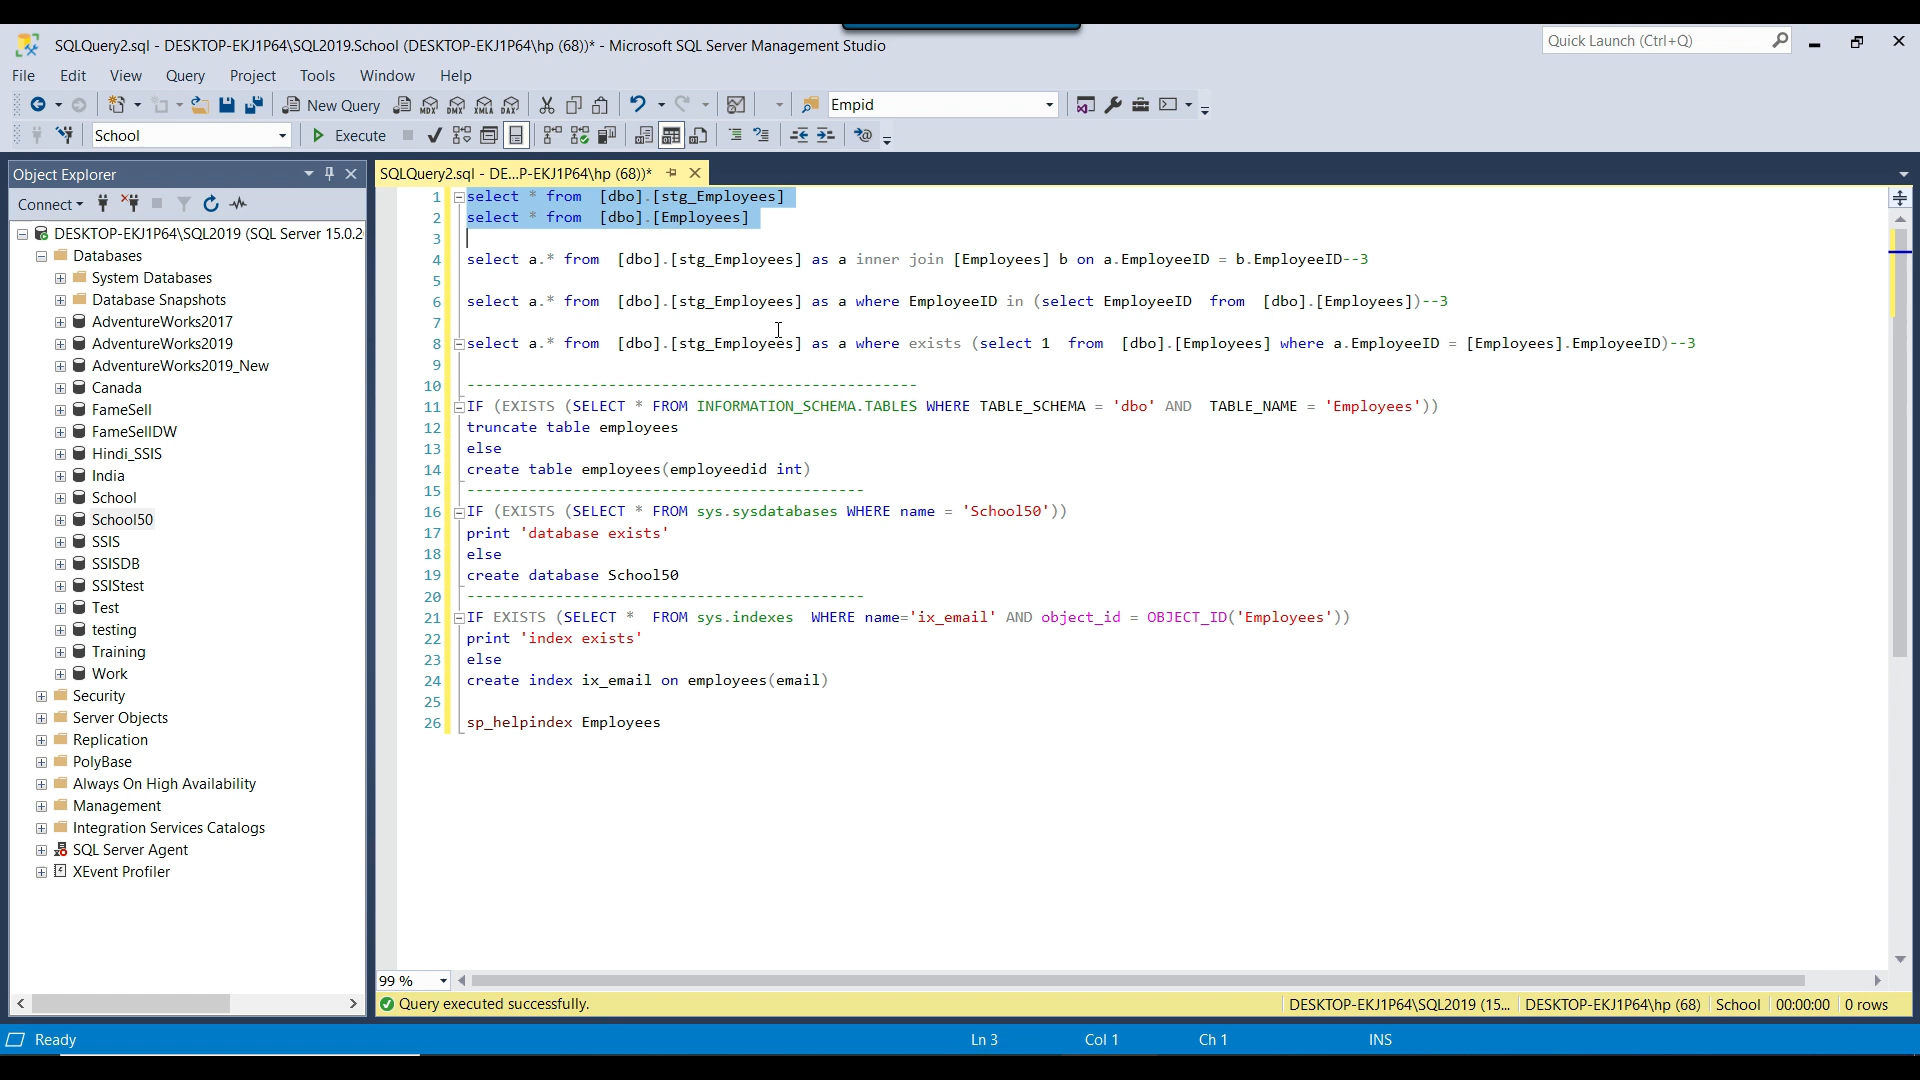 SQLQuery2.sql - DESKTOP-EKJ1P64\SQL2019.School (DESKTOP-EKJ1P64\hp (68))* - Microsoft SQL Server Management Studio
Quick Launch (Ctrl+Q)
File Edit View Query Project Tools Window Help
New Query MDX DMX XMLA DAX Empid
School Execute
Object Explorer
SQLQuery2.sql - DE...P-EKJ1P64\hp (68))*
Connect
DESKTOP-EKJ1P64\SQL2019 (SQL Server 15.0.2
Databases
System Databases
Database Snapshots
AdventureWorks2017
AdventureWorks2019
AdventureWorks2019_New
Canada
FameSell
FameSellDW
Hindi_SSIS
India
School
School50
SSIS
SSISDB
SSIStest
Test
testing
Training
Work
Security
Server Objects
Replication
PolyBase
Always On High Availability
Management
Integration Services Catalogs
SQL Server Agent
XEvent Profiler
1 select * from [dbo].[stg_Employees]
2 select * from [dbo].[Employees]
3
4 select a.* from [dbo].[stg_Employees] as a inner join [Employees] b on a.EmployeeID = b.EmployeeID--3
5
6 select a.* from [dbo].[stg_Employees] as a where EmployeeID in (select EmployeeID from [dbo].[Employees])--3
7
8 select a.* from [dbo].[stg_Employees] as a where exists (select 1 from [dbo].[Employees] where a.EmployeeID = [Employees].EmployeeID)--3
9
10 ---------------------------------------------------
11 IF (EXISTS (SELECT * FROM INFORMATION_SCHEMA.TABLES WHERE TABLE_SCHEMA = 'dbo' AND TABLE_NAME = 'Employees'))
12 truncate table employees
13 else
14 create table employees(employeedid int)
15 ---------------------------------------------
16 IF (EXISTS (SELECT * FROM sys.sysdatabases WHERE name = 'School50'))
17 print 'database exists'
18 else
19 create database School50
20 ---------------------------------------------
21 IF EXISTS (SELECT * FROM sys.indexes WHERE name='ix_email' AND object_id = OBJECT_ID('Employees'))
22 print 'index exists'
23 else
24 create index ix_email on employees(email)
25
26 sp_helpindex Employees
99 %
Query executed successfully.
DESKTOP-EKJ1P64\SQL2019 (15... DESKTOP-EKJ1P64\hp (68) School 00:00:00 0 rows
Ready Ln 3 Col 1 Ch 1 INS